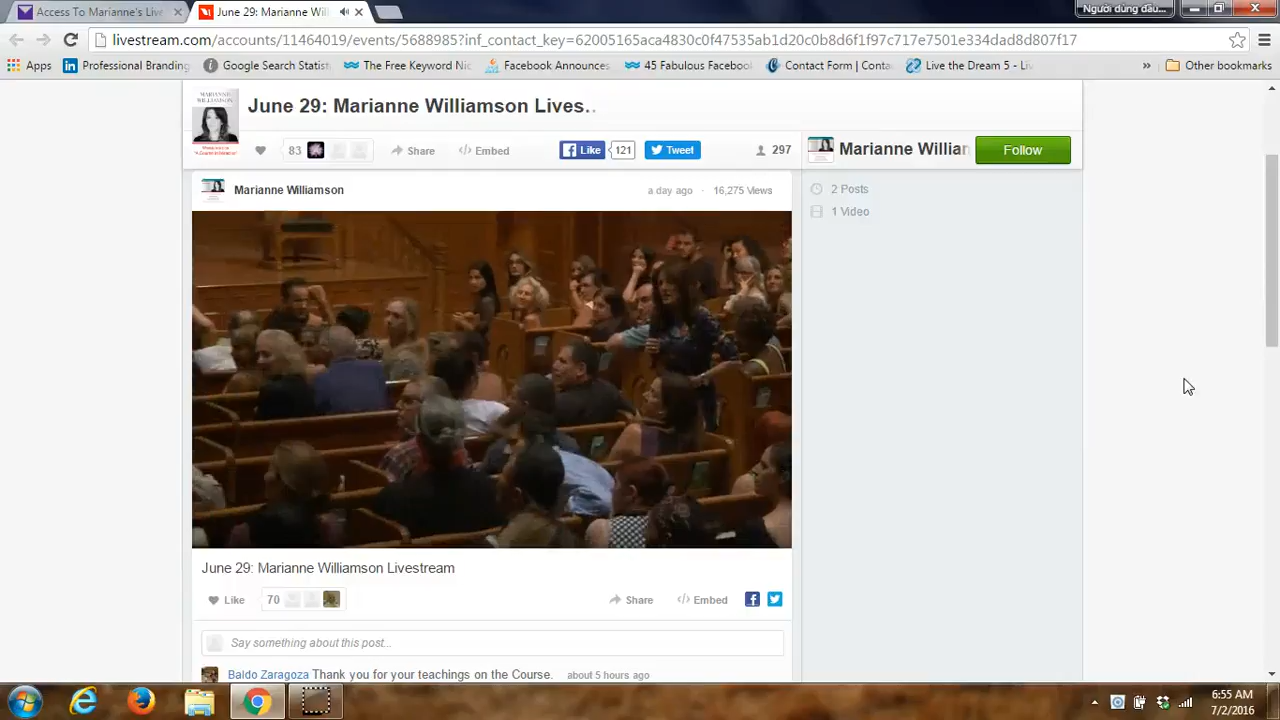 Access To Marianne's Liv
June 29: Marianne Wil
Người dùng đầu...
livestream.com/accounts/11464019/events/5688985?inf_contact_key=62005165aca4830c0f47535ab1d20c0b8d6f1f97c717e7501e334dad8d807f17
Apps
Professional Branding
Google Search Statist
The Free Keyword Nic
Facebook Announces
45 Fabulous Facebook
Contact Form | Conta
Live the Dream 5 - Liv
»
Other bookmarks
MARIANNE WILLIAMSON
June 29: Marianne Williamson Lives...
83
Share
</> Embed
Like
121
Tweet
297
Marianne William
Follow
Marianne Williamson
a day ago · 16,275 Views
2 Posts
1 Video
June 29: Marianne Williamson Livestream
Like
70
Share
</> Embed
Say something about this post...
Baldo Zaragoza Thank you for your teachings on the Course. about 5 hours ago
6:55 AM
7/2/2016